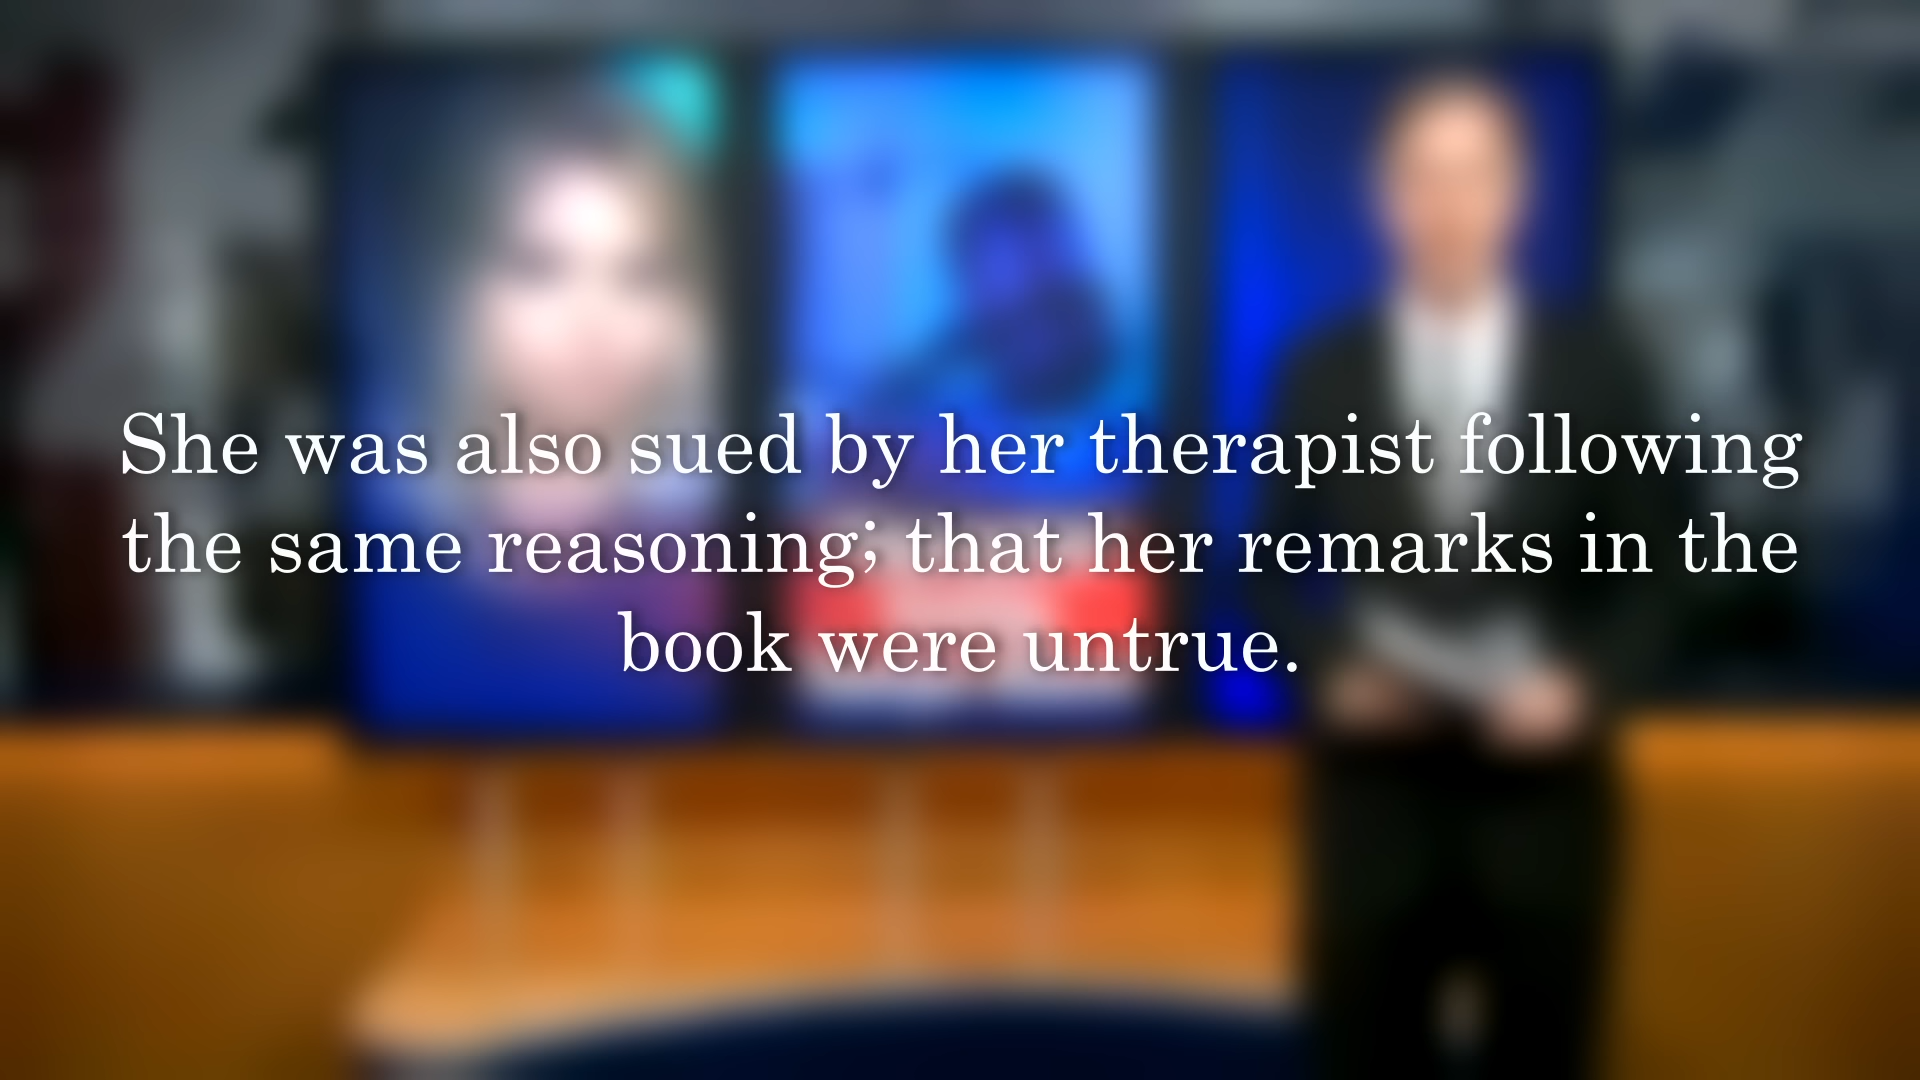 She was also sued by her therapist following
the same reasoning; that her remarks in the
book were untrue.